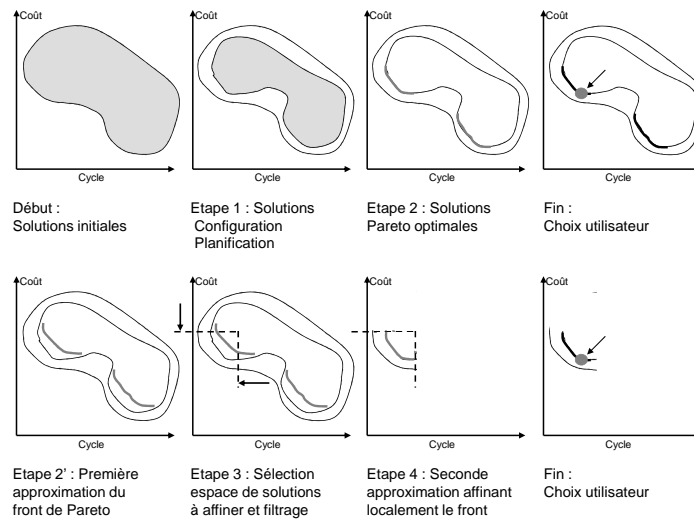 Coût
Coût
Coût
Coût
Cycle
Cycle
Cycle
Cycle
Début :
Solutions initiales
Etape 1 : Solutions
Configuration
Planification
Etape 2 : Solutions
Pareto optimales
Fin :
Choix utilisateur
Coût
Coût
Coût
Coût
Cycle
Cycle
Cycle
Cycle
Etape 2' : Première
approximation du
front de Pareto
Etape 3 : Sélection
espace de solutions
à affiner et filtrage
Etape 4 : Seconde
approximation affinant
localement le front
Fin :
Choix utilisateur